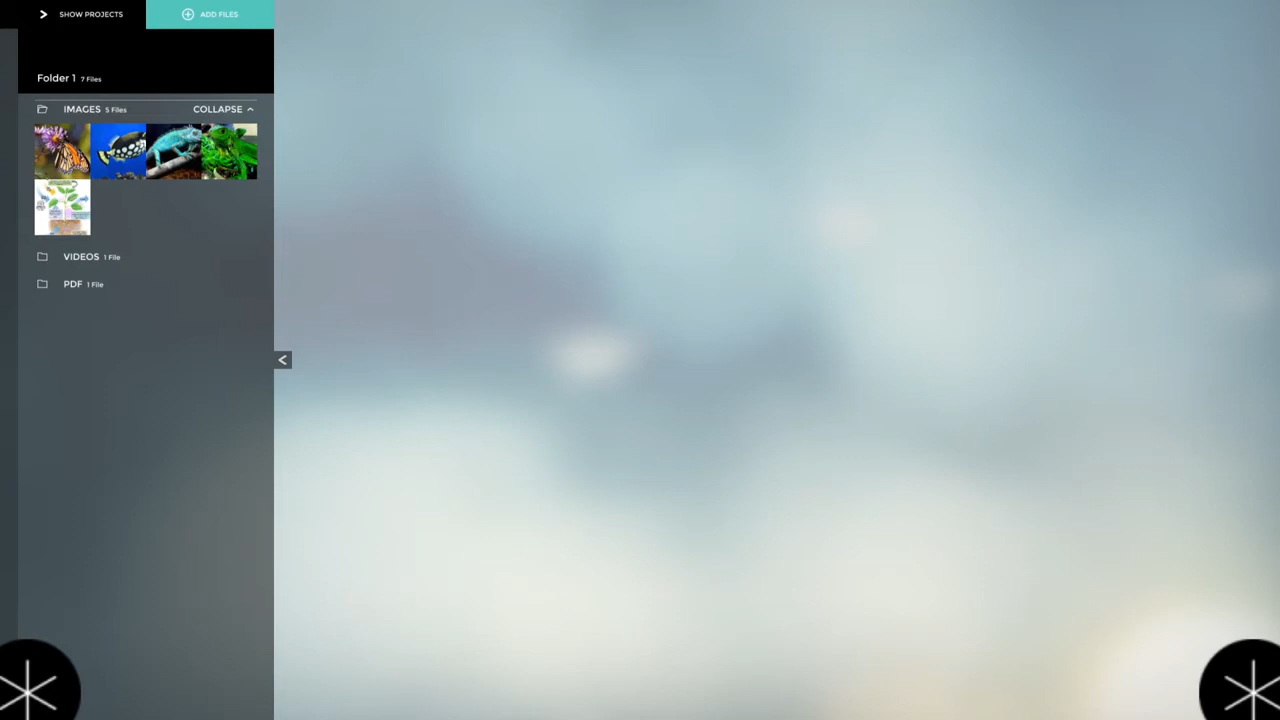 SHOW PROJECTS
ADD FILES
Folder 1 7 Files
IMAGES 5 Files COLLAPSE
VIDEOS 1 File
PDF 1 File